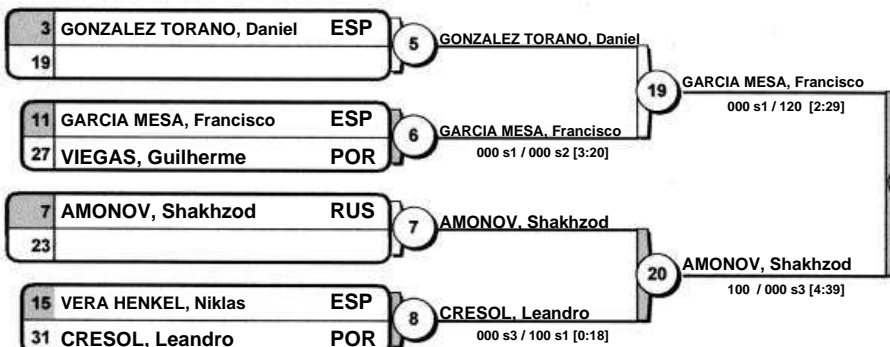 3 GONZALEZ TORANO, Daniel ESP
19
5
GONZALEZ TORANO, Daniel
11 GARCIA MESA, Francisco ESP
27 VIEGAS, Guilherme POR
6
GARCIA MESA, Francisco
000 s1 / 000 s2 [3:20]
19
GARCIA MESA, Francisco
000 s1 / 120 [2:29]
7 AMONOV, Shakhzod RUS
23
7
AMONOV, Shakhzod
15 VERA HENKEL, Niklas ESP
31 CRESOL, Leandro POR
8
CRESOL, Leandro
000 s3 / 100 s1 [0:18]
20
AMONOV, Shakhzod
100 / 000 s3 [4:39]